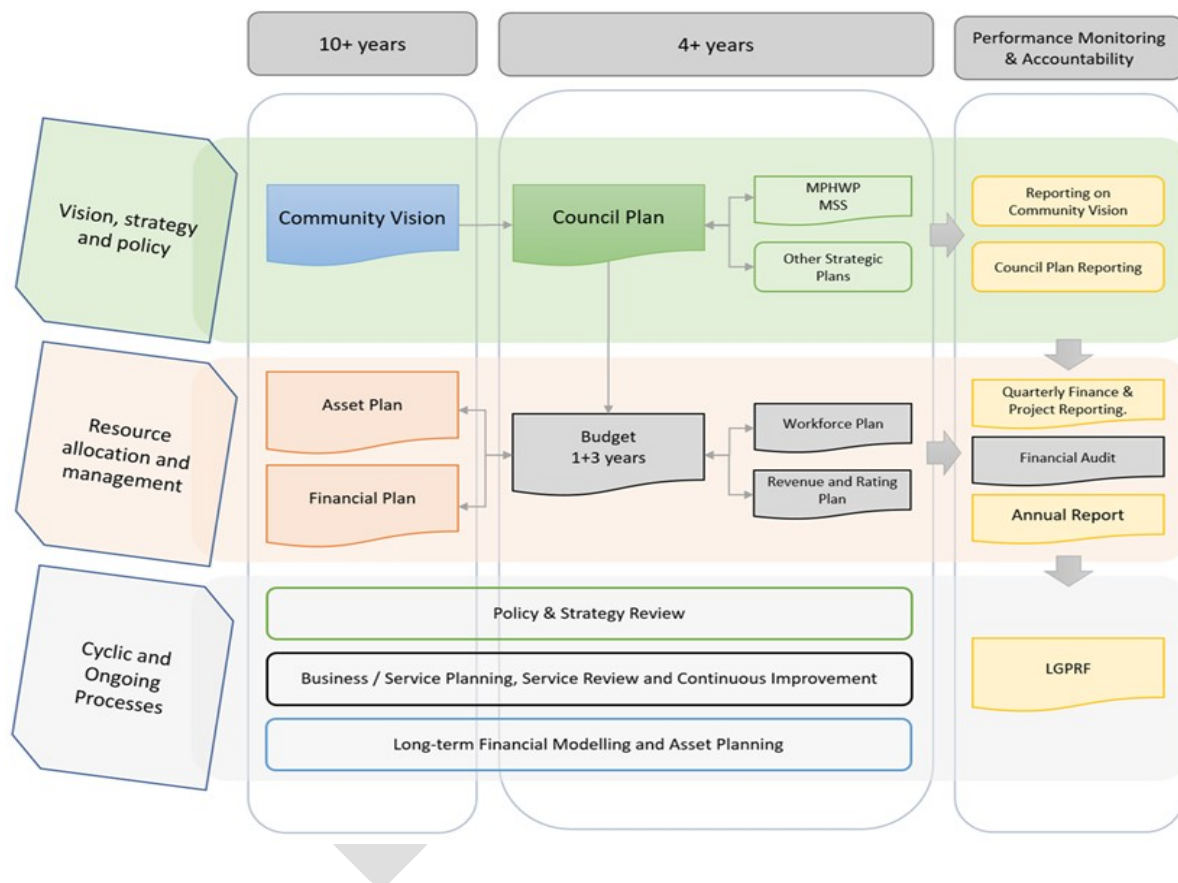 10+ years
4+ years
Performance Monitoring
& Accountability
Vision, strategy
and policy
Community Vision
Council Plan
MPHWP
MSS
Other Strategic
Plans
Reporting on
Community Vision
Council Plan Reporting
Resource
allocation and
management
Asset Plan
Financial Plan
Budget
1+3 years
Workforce Plan
Revenue and Rating
Plan
Quarterly Finance &
Project Reporting.
Financial Audit
Annual Report
Cyclic and
Ongoing
Processes
Policy & Strategy Review
Business / Service Planning, Service Review and Continuous Improvement
Long-term Financial Modelling and Asset Planning
LGPRF